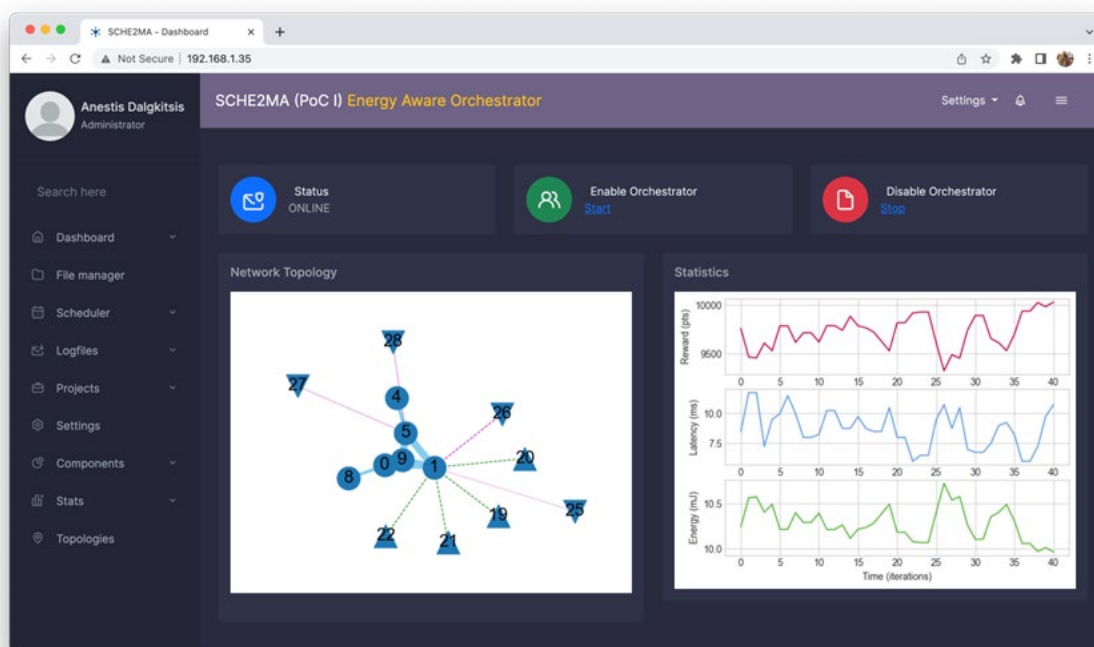 SCHE2MA - Dashboard
Not Secure | 192.168.1.35
Anestis Dalgkitsis
Administrator
SCHE2MA (PoC I) Energy Aware Orchestrator
Settings
Search here
Dashboard
File manager
Scheduler
Logfiles
Projects
Settings
Components
Stats
Topologies
Status
ONLINE
Enable Orchestrator
Start
Disable Orchestrator
Stop
Network Topology
28
27
4
26
5
20
0 9 1
8
25
19
22
21
Statistics
Reward (pts)
10000
9500
0 5 10 15 20 25 30 35 40
Latency (ms)
10.0
7.5
0 5 10 15 20 25 30 35 40
Energy (mJ)
10.5
10.0
0 5 10 15 20 25 30 35 40
Time (iterations)